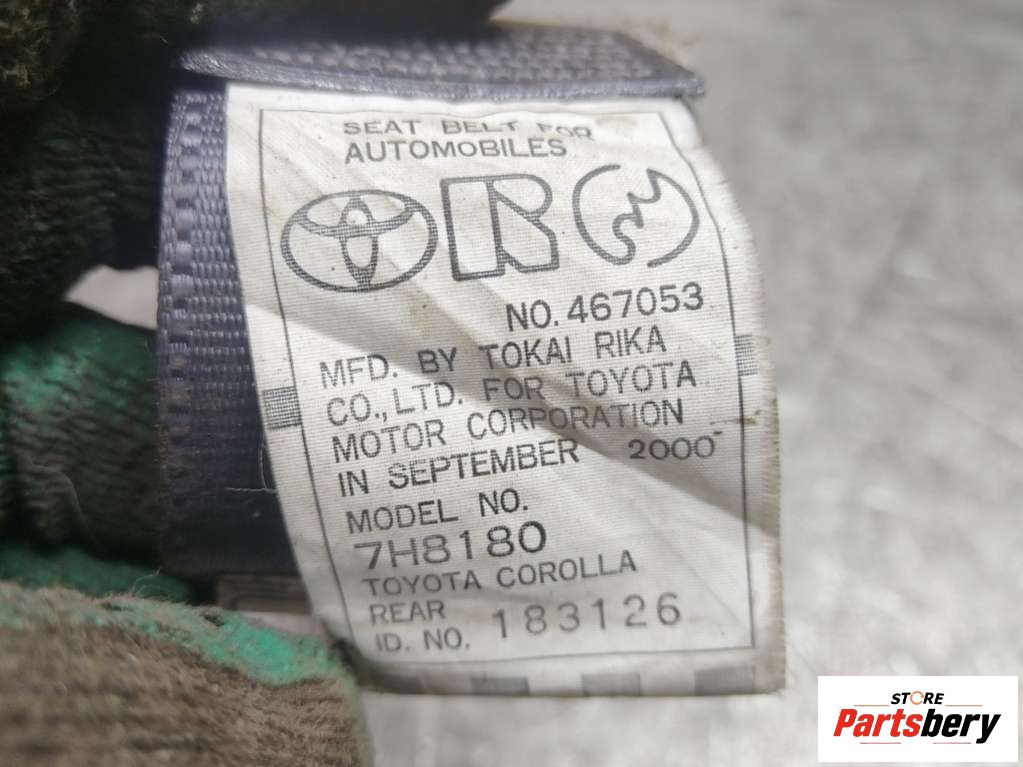 SEAT BELT FOR
AUTOMOBILES
NO. 467053
MFD. BY TOKAI RIKA
CO., LTD. FOR TOYOTA
MOTOR CORPORATION
IN SEPTEMBER 2000
MODEL NO.
7H8180
TOYOTA COROLLA
REAR
ID. NO. 183126
STORE
Partsbery